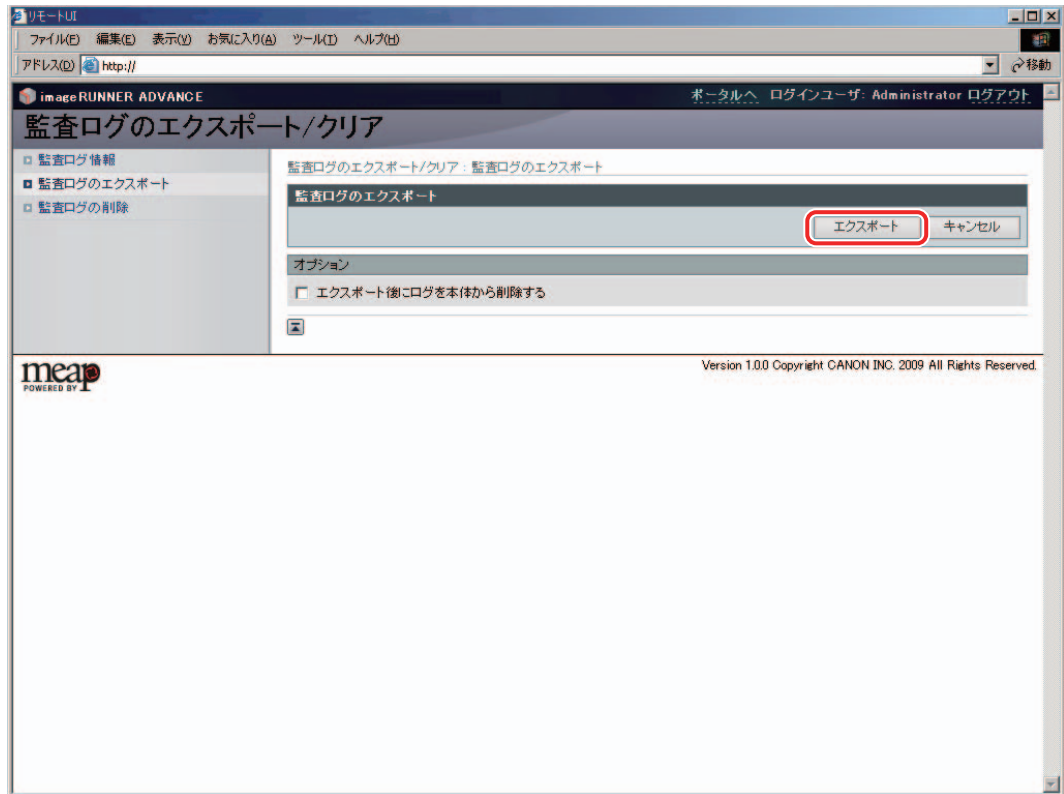 リモートUI
ファイル(F) 編集(E) 表示(V) お気に入り(A) ツール(T) ヘルプ(H)
アドレス(D) http:// 移動
imageRUNNER ADVANCE ポータルへ ログインユーザ: Administrator ログアウト
監査ログのエクスポート/クリア
監査ログ情報
監査ログのエクスポート
監査ログの削除
監査ログのエクスポート/クリア : 監査ログのエクスポート
監査ログのエクスポート
エクスポート キャンセル
オプション
エクスポート後にログを本体から削除する
meap
POWERED BY
Version 1.0.0 Copyright CANON INC. 2009 All Rights Reserved.